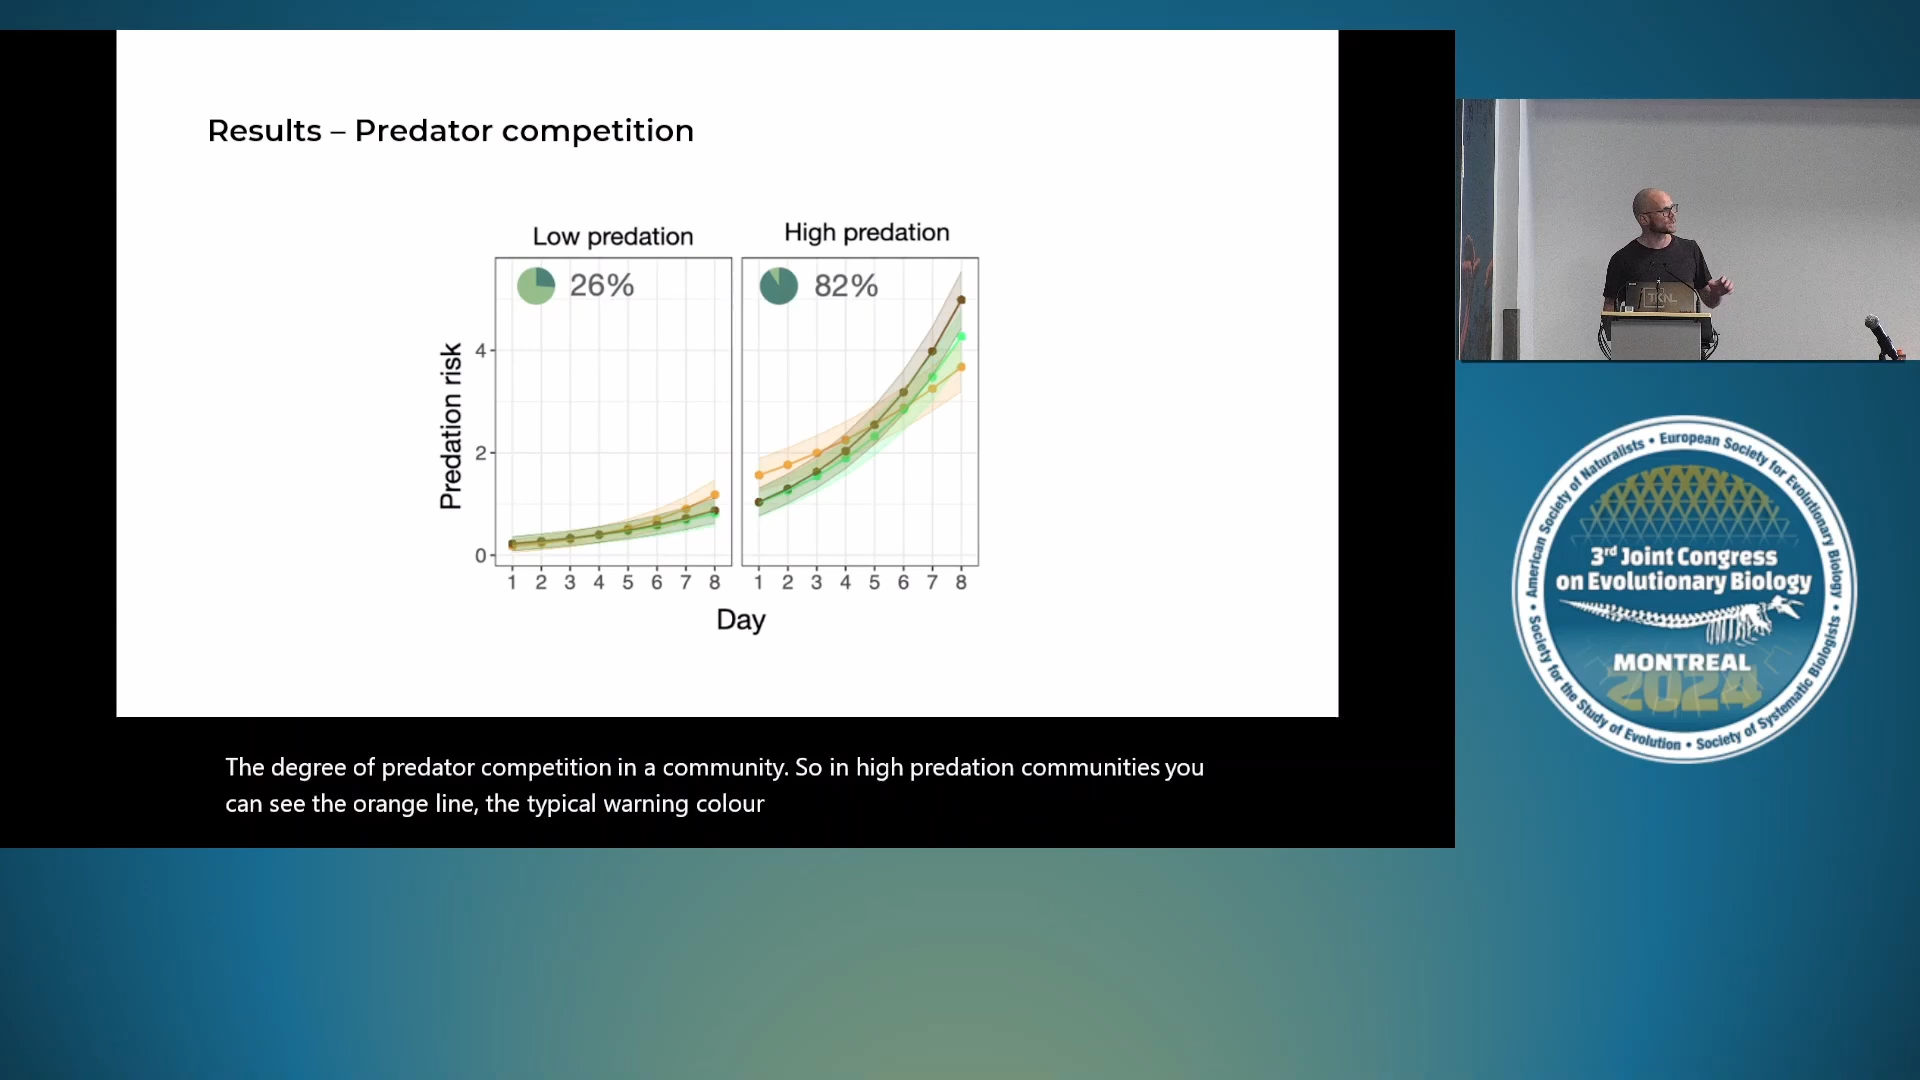 Results – Predator competition
Low predation
High predation
26%
82%
Predation risk
4
2
0
1 2 3 4 5 6 7 8
1 2 3 4 5 6 7 8
Day
The degree of predator competition in a community. So in high predation communities you
can see the orange line, the typical warning colour
American Society of Naturalists • European Society for Evolutionary Biology • Society of Systematic Biologists • Society for the Study of Evolution •
3rd Joint Congress
on Evolutionary Biology
MONTREAL
2024